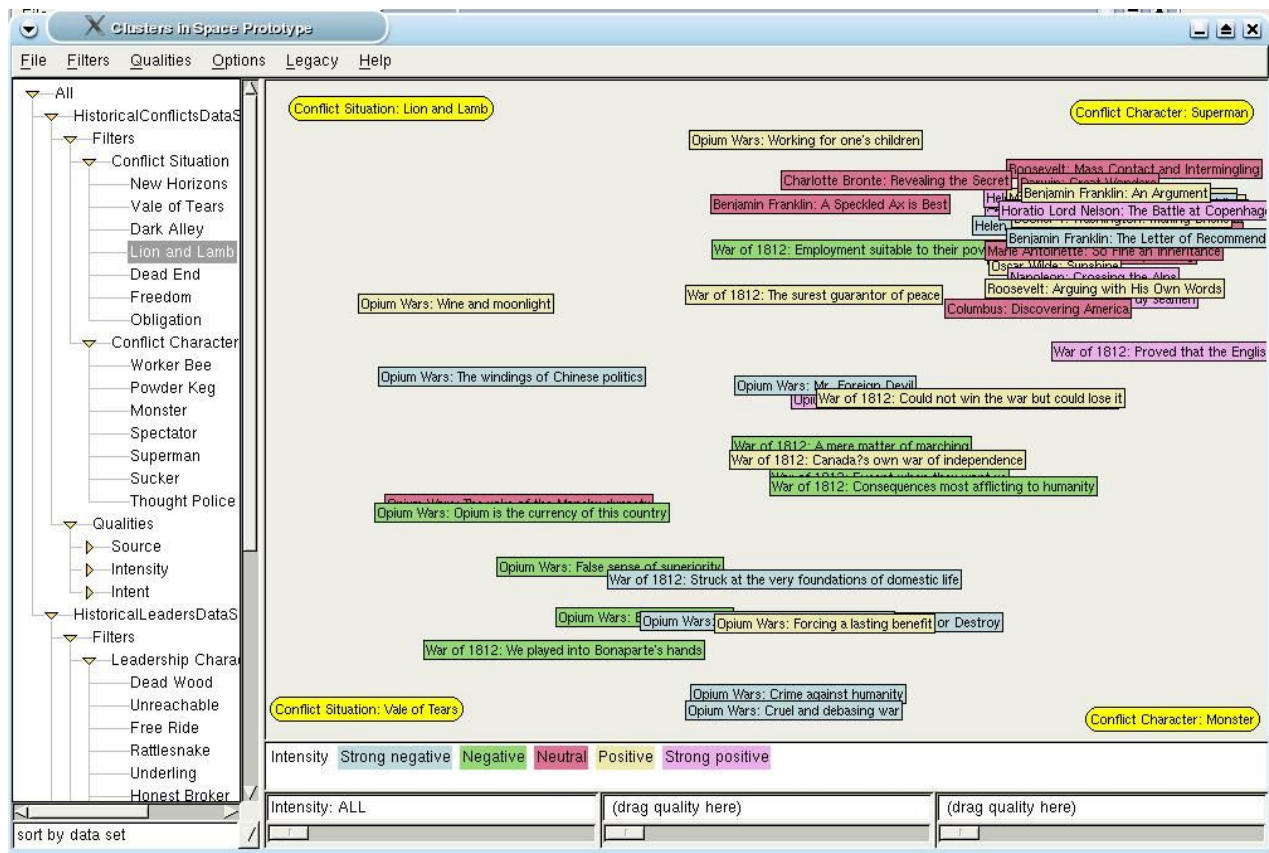 Clusters in Space Prototype
File Filters Qualities Options Legacy Help
All
HistoricalConflictsDataS
Filters
Conflict Situation
New Horizons
Vale of Tears
Dark Alley
Lion and Lamb
Dead End
Freedom
Obligation
Conflict Character
Worker Bee
Powder Keg
Monster
Spectator
Superman
Sucker
Thought Police
Qualities
Source
Intensity
Intent
HistoricalLeadersDataS
Filters
Leadership Chara
Dead Wood
Unreachable
Free Ride
Rattlesnake
Underling
Honest Broker
sort by data set
Conflict Situation: Lion and Lamb
Conflict Character: Superman
Opium Wars: Working for one's children
Roosevelt: Mass Contact and Intermingling
Charlotte Bronte: Revealing the Secret
Darwin: Great Wonders
Benjamin Franklin: An Argument
Benjamin Franklin: A Speckled Ax is Best
Horatio Lord Nelson: The Battle at Copenhag
Helen
Benjamin Franklin: The Letter of Recommend
War of 1812: Employment suitable to their pov
Marie Antoinette: So Fine an Inheritance
Oscar Wilde: Sunshine
Napoleon: Crossing the Alps
Roosevelt: Arguing with His Own Words
War of 1812: The surest guarantor of peace
Opium Wars: Wine and moonlight
Columbus: Discovering America
War of 1812: Proved that the Englis
Opium Wars: The windings of Chinese politics
Opium Wars: Mr. Foreign Devil
War of 1812: Could not win the war but could lose it
War of 1812: A mere matter of marching
War of 1812: Canada?s own war of independence
War of 1812: Consequences most afflicting to humanity
Opium Wars: Opium is the currency of this country
Opium Wars: False sense of superiority
War of 1812: Struck at the very foundations of domestic life
Opium Wars:
Opium Wars:
Opium Wars: Forcing a lasting benefit
or Destroy
War of 1812: We played into Bonaparte's hands
Opium Wars: Crime against humanity
Opium Wars: Cruel and debasing war
Conflict Situation: Vale of Tears
Conflict Character: Monster
Intensity Strong negative Negative Neutral Positive Strong positive
Intensity: ALL
(drag quality here)
(drag quality here)